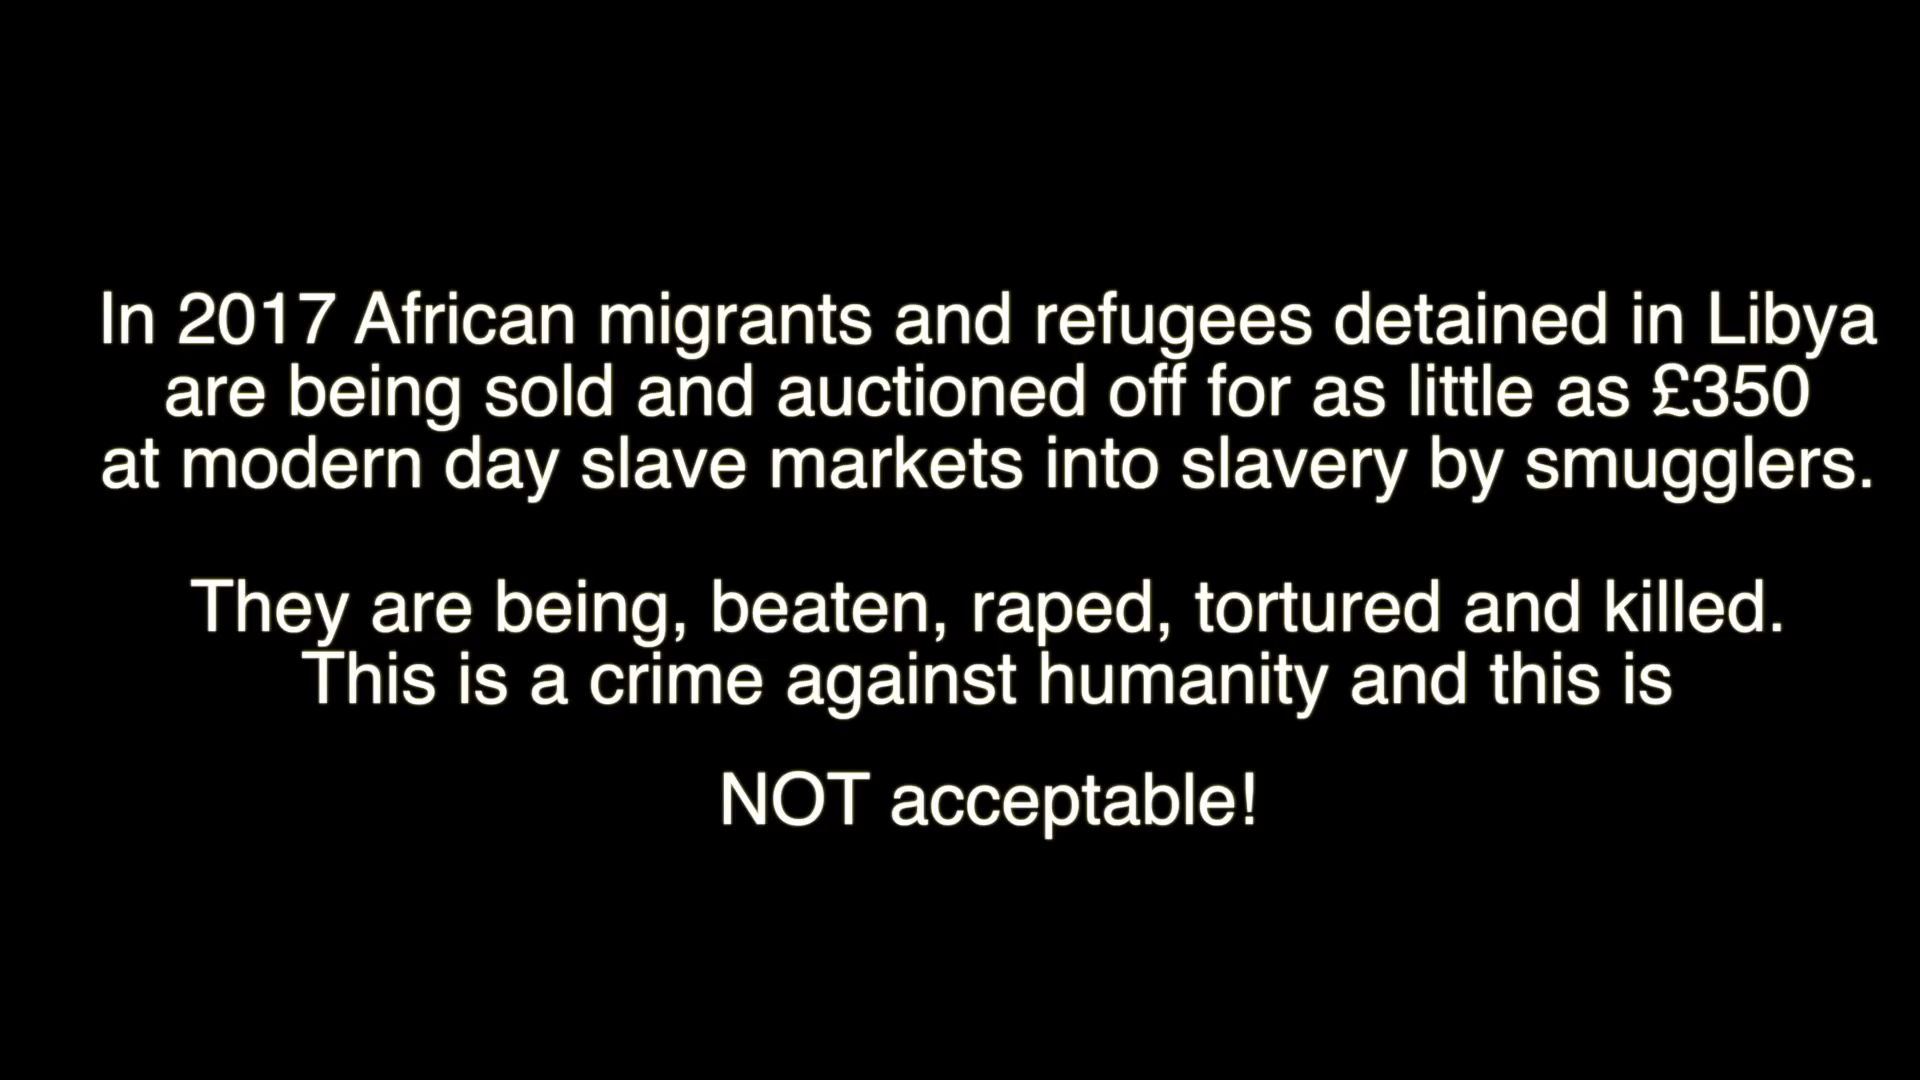 In 2017 African migrants and refugees detained in Libya
are being sold and auctioned off for as little as £350
at modern day slave markets into slavery by smugglers.
They are being, beaten, raped, tortured and killed.
This is a crime against humanity and this is
NOT acceptable!